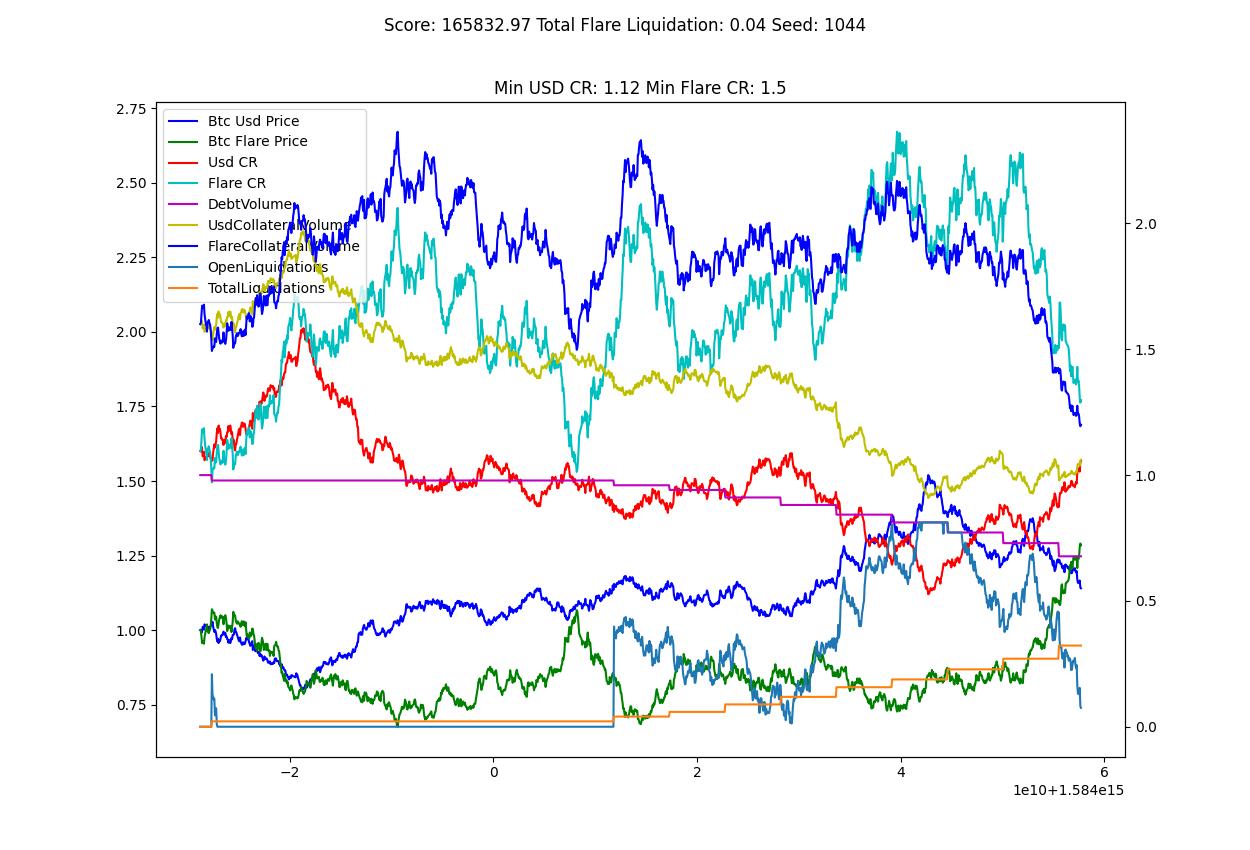 Score: 165832.97 Total Flare Liquidation: 0.04 Seed: 1044
Min USD CR: 1.12 Min Flare CR: 1.5
Btc Usd Price
Btc Flare Price
Usd CR
Flare CR
DebtVolume
UsdCollateralVolume
FlareCollateralVolume
OpenLiquidations
TotalLiquidations
2.75
2.50
2.25
2.00
1.75
1.50
1.25
1.00
0.75
2.0
1.5
1.0
0.5
0.0
−2 0 2 4 6
1e10+1.584e15